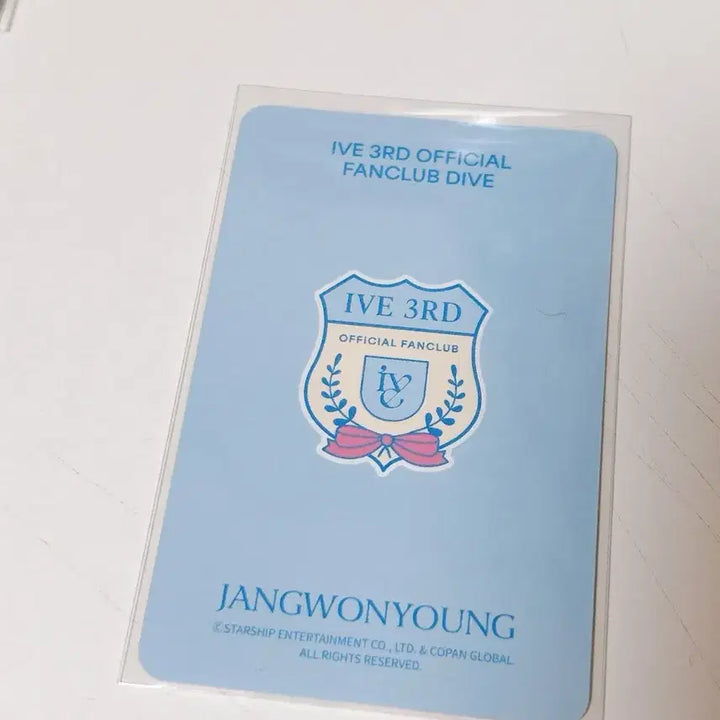 IVE 3RD OFFICIAL
FANCLUB DIVE
IVE 3RD
OFFICIAL FANCLUB
IVE
JANGWONYOUNG
© STARSHIP ENTERTAINMENT CO., LTD. & COPAN GLOBAL
ALL RIGHTS RESERVED.